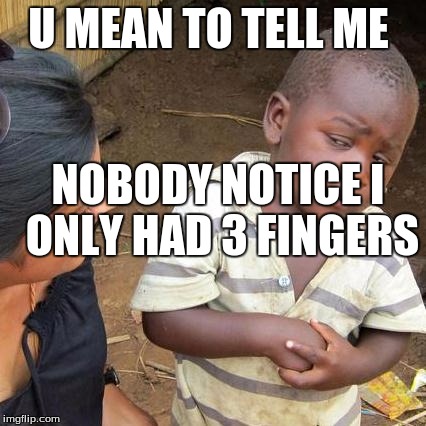 U MEAN TO TELL ME
NOBODY NOTICE I
ONLY HAD 3 FINGERS
imgflip.com